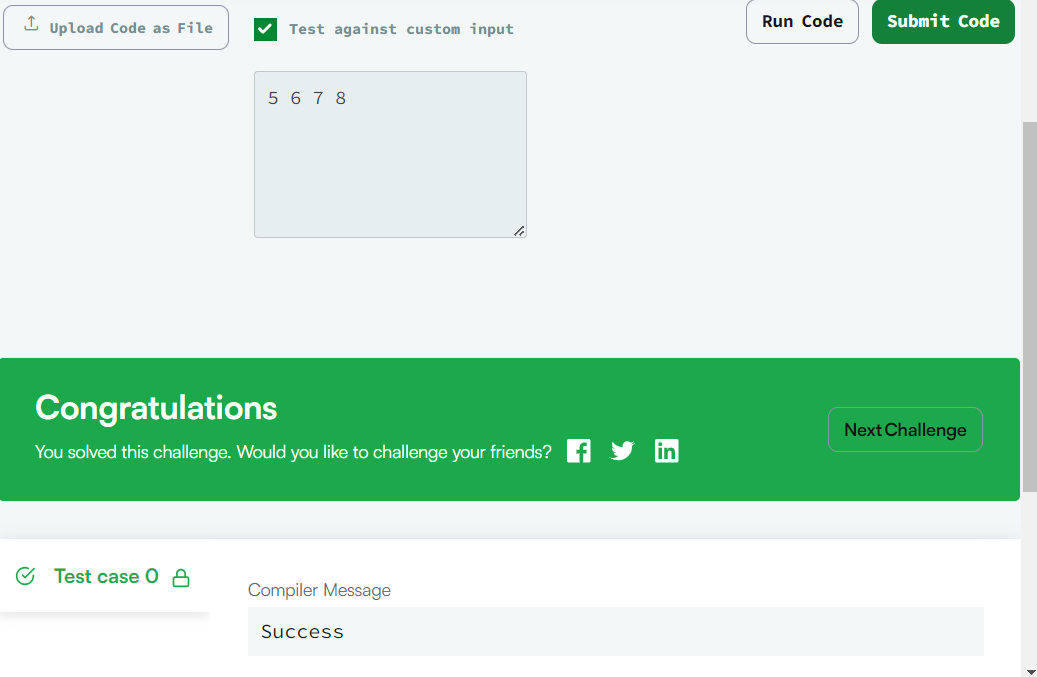 Upload Code as File
Test against custom input
Run Code
Submit Code
5 6 7 8
Congratulations
You solved this challenge. Would you like to challenge your friends?
Next Challenge
Test case 0
Compiler Message
Success